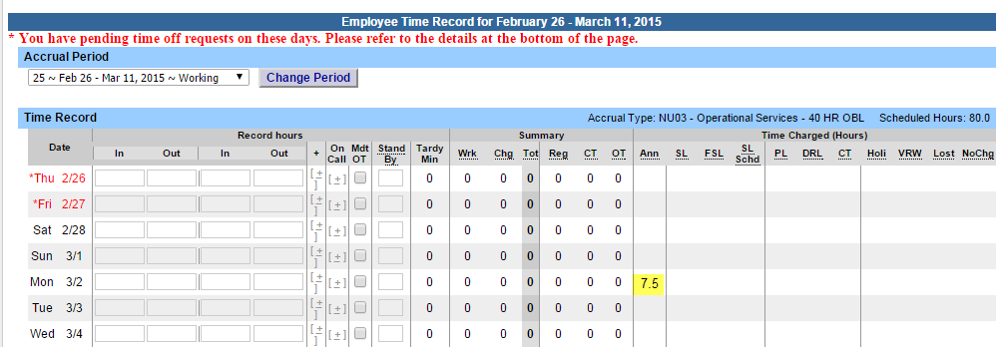 Employee Time Record for February 26 - March 11, 2015
* You have pending time off requests on these days. Please refer to the details at the bottom of the page.
Accrual Period
25 ~ Feb 26 - Mar 11, 2015 ~ Working ▼ Change Period
Time Record Accrual Type: NU03 - Operational Services - 40 HR OBL Scheduled Hours: 80.0
Date Record hours Summary Time Charged (Hours)
In Out In Out + On Call Mdt OT Stand By Tardy Min Wrk Chg Tot Reg CT OT Ann SL FSL SL Schd PL DRL CT Holi VRW Lost NoChg
*Thu 2/26 [+] [+] 0 0 0 0 0 0 0
*Fri 2/27 [+] [+] 0 0 0 0 0 0 0
Sat 2/28 [+] [+] 0 0 0 0 0 0 0
Sun 3/1 [+] [+] 0 0 0 0 0 0 0
Mon 3/2 [+] [+] 0 0 0 0 0 0 0 7.5
Tue 3/3 [+] [+] 0 0 0 0 0 0 0
Wed 3/4 [+] [+] 0 0 0 0 0 0 0